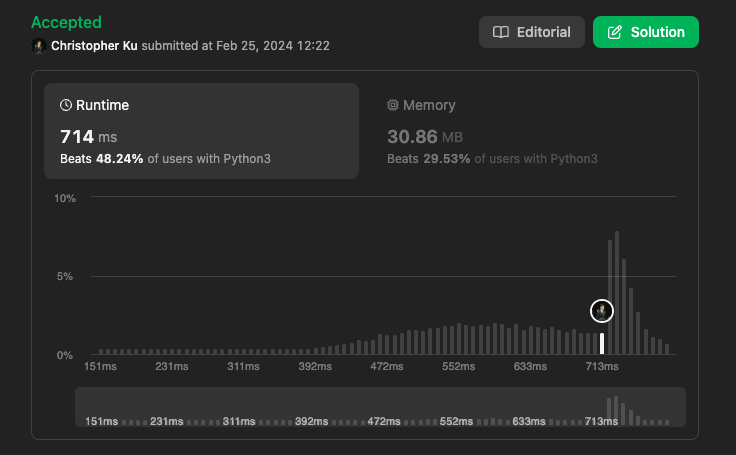 Accepted
Christopher Ku submitted at Feb 25, 2024 12:22
Editorial
Solution
Runtime
714 ms
Beats 48.24% of users with Python3
Memory
30.86 MB
Beats 29.53% of users with Python3
10%
5%
0%
151ms 231ms 311ms 392ms 472ms 552ms 633ms 713ms
151ms 231ms 311ms 392ms 472ms 552ms 633ms 713ms